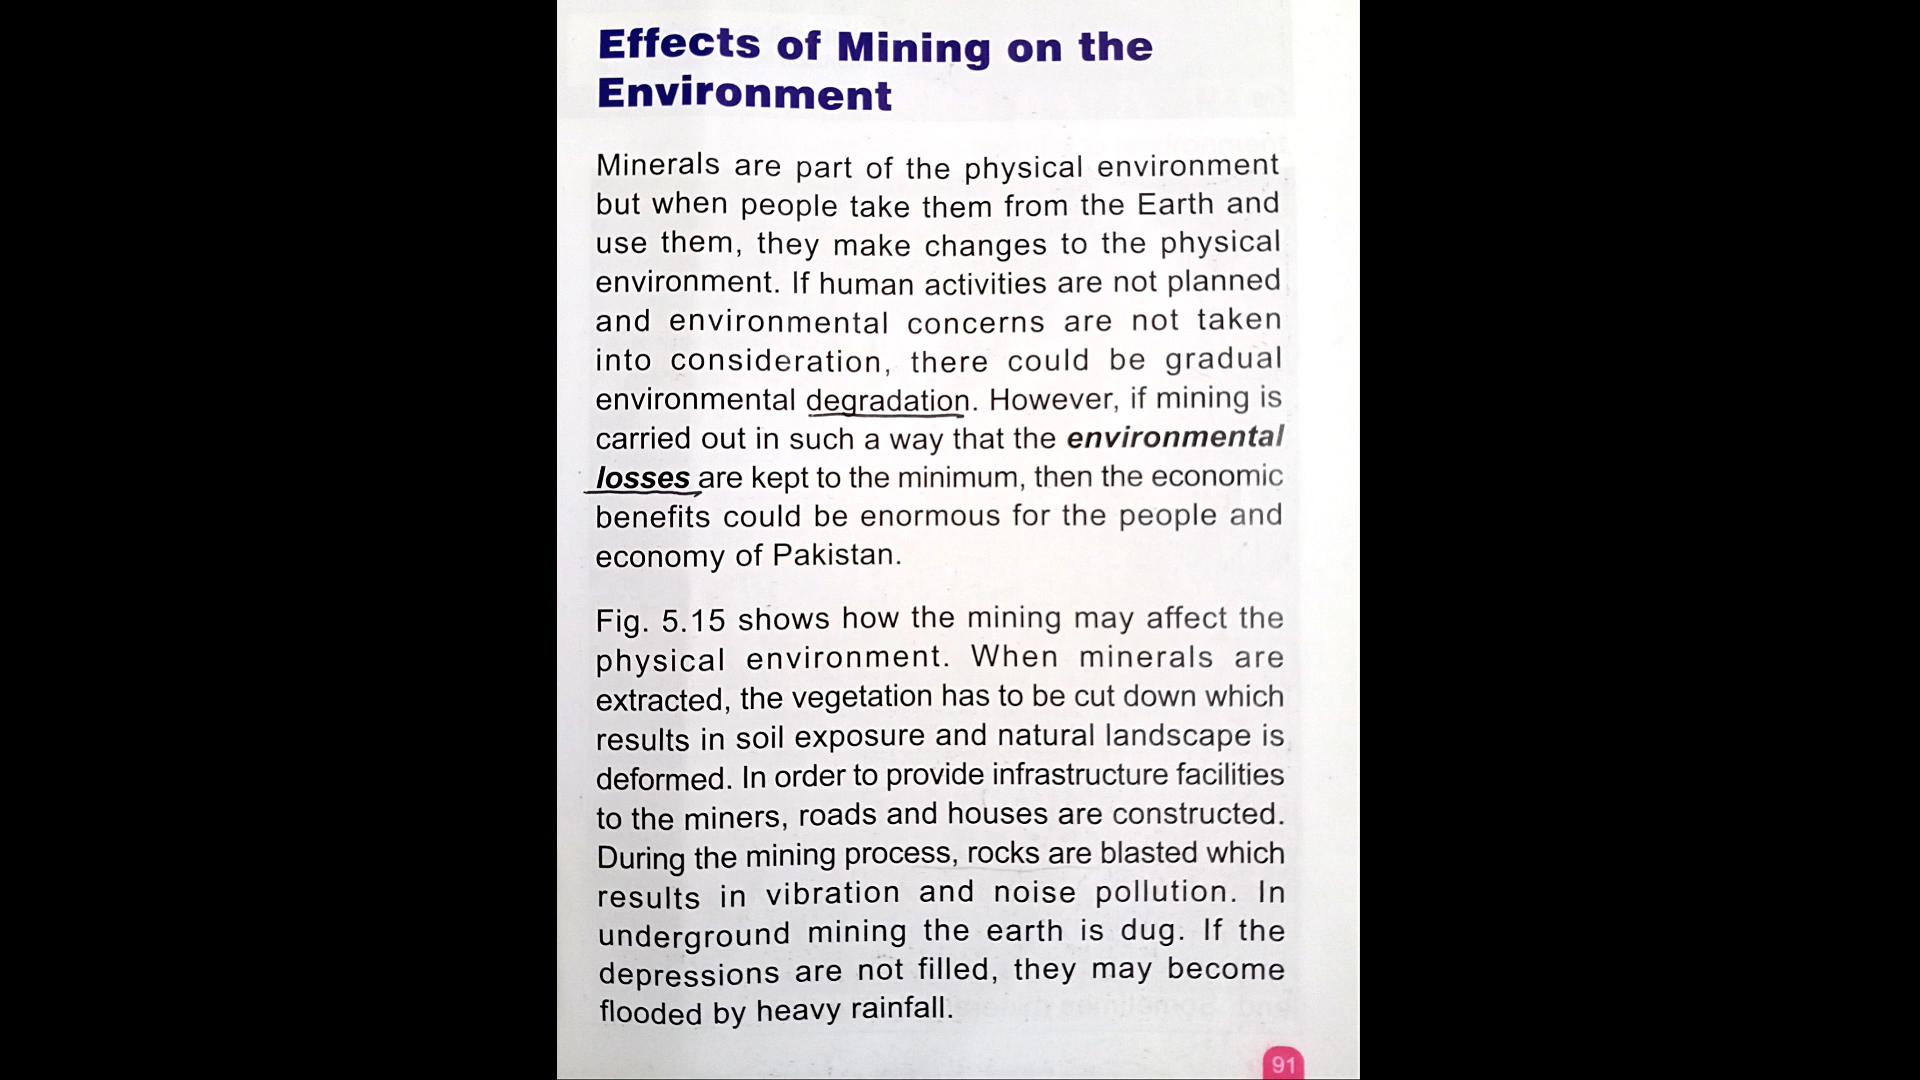 Effects of Mining on the
Environment
Minerals are part of the physical environment
but when people take them from the Earth and
use them, they make changes to the physical
environment. If human activities are not planned
and environmental concerns are not taken
into consideration, there could be gradual
environmental degradation. However, if mining is
carried out in such a way that the environmental
losses are kept to the minimum, then the economic
benefits could be enormous for the people and
economy of Pakistan.
Fig. 5.15 shows how the mining may affect the
physical environment. When minerals are
extracted, the vegetation has to be cut down which
results in soil exposure and natural landscape is
deformed. In order to provide infrastructure facilities
to the miners, roads and houses are constructed.
During the mining process, rocks are blasted which
results in vibration and noise pollution. In
underground mining the earth is dug. If the
depressions are not filled, they may become
flooded by heavy rainfall.
91